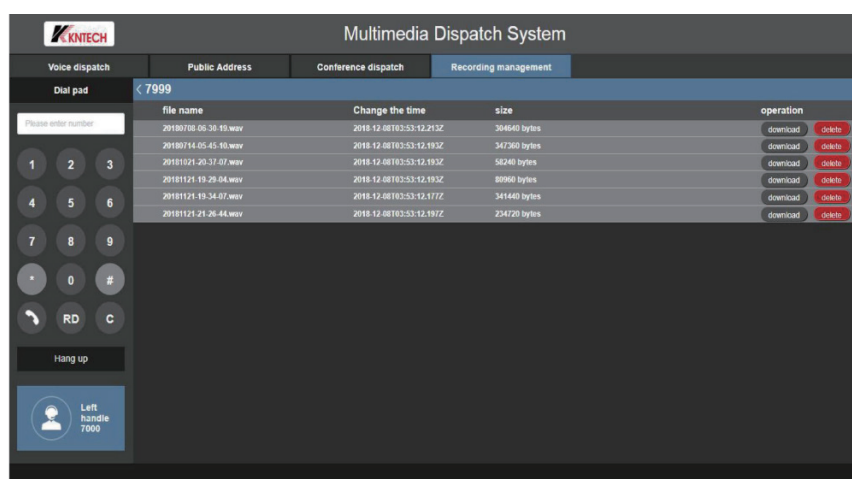 KNTECH
Multimedia Dispatch System
Voice dispatch Public Address Conference dispatch Recording management
Dial pad
< 7999
Please enter number
file name Change the time size operation
20180708-06-30-19.wav 2018-12-08T03:53:12.213Z 304640 bytes download delete
20180714-05-45-10.wav 2018-12-08T03:53:12.193Z 347360 bytes download delete
20181021-20-37-07.wav 2018-12-08T03:53:12.193Z 58240 bytes download delete
20181121-19-29-04.wav 2018-12-08T03:53:12.193Z 80960 bytes download delete
20181121-19-34-07.wav 2018-12-08T03:53:12.177Z 341440 bytes download delete
20181121-21-26-44.wav 2018-12-08T03:53:12.197Z 234720 bytes download delete
1 2 3
4 5 6
7 8 9
* 0 #
RD C
Hang up
Left
handle
7000